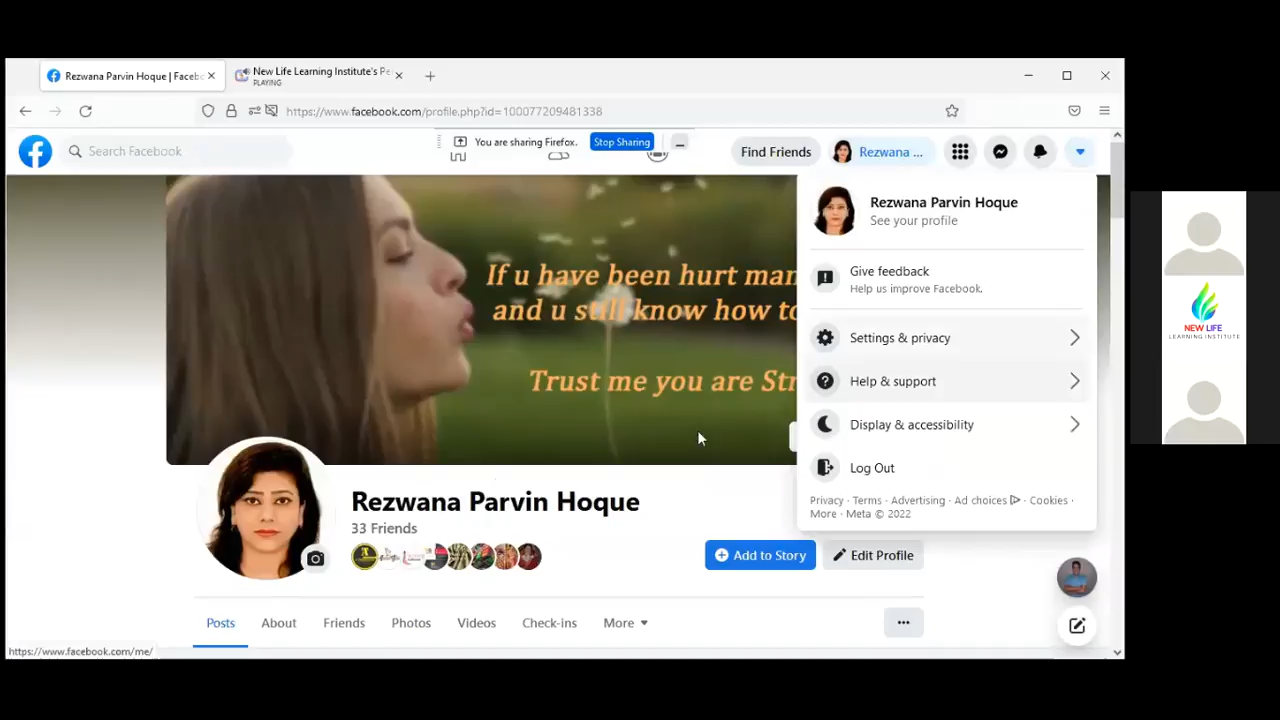 Rezwana Parvin Hoque | Faceb
New Life Learning Institute's Pe
PLAYING
https://www.facebook.com/profile.php?id=100077209481338
Search Facebook
You are sharing Firefox.
Stop Sharing
Find Friends
Rezwana ...
Rezwana Parvin Hoque
See your profile
Give feedback
Help us improve Facebook.
Settings & privacy
Help & support
Display & accessibility
Log Out
Privacy · Terms · Advertising · Ad choices · Cookies ·
More · Meta © 2022
If u have been hurt man
and u still know how to
Trust me you are Str
Rezwana Parvin Hoque
33 Friends
Add to Story
Edit Profile
Posts
About
Friends
Photos
Videos
Check-ins
More
https://www.facebook.com/me/
NEW LIFE
LEARNING INSTITUTE